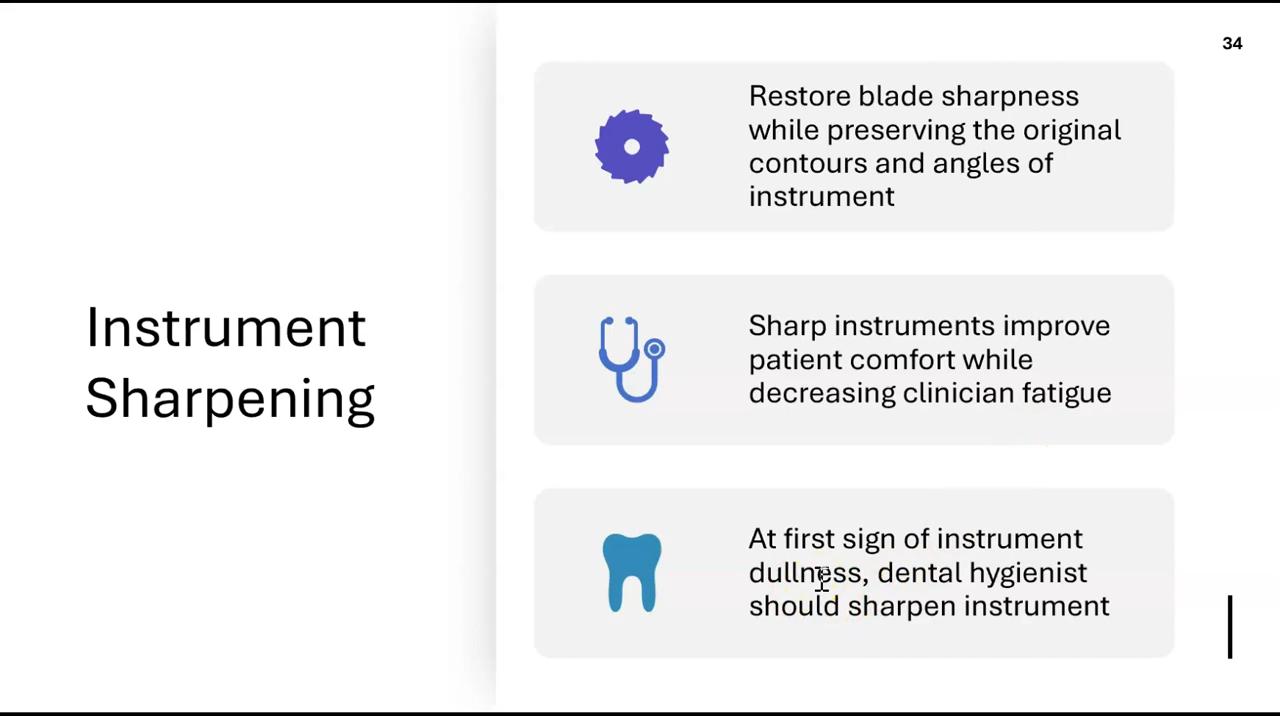 34
Instrument
Sharpening
Restore blade sharpness
while preserving the original
contours and angles of
instrument
Sharp instruments improve
patient comfort while
decreasing clinician fatigue
At first sign of instrument
dullness, dental hygienist
should sharpen instrument